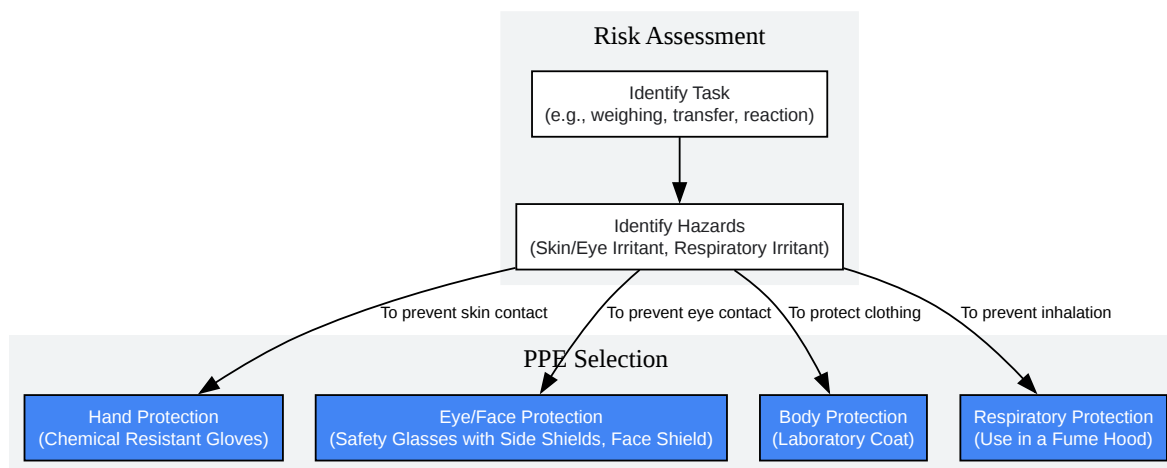 Risk Assessment
Identify Task
(e.g., weighing, transfer, reaction)
Identify Hazards
(Skin/Eye Irritant, Respiratory Irritant)
To prevent skin contact
To prevent eye contact
To protect clothing
To prevent inhalation
PPE Selection
Hand Protection
(Chemical Resistant Gloves)
Eye/Face Protection
(Safety Glasses with Side Shields, Face Shield)
Body Protection
(Laboratory Coat)
Respiratory Protection
(Use in a Fume Hood)